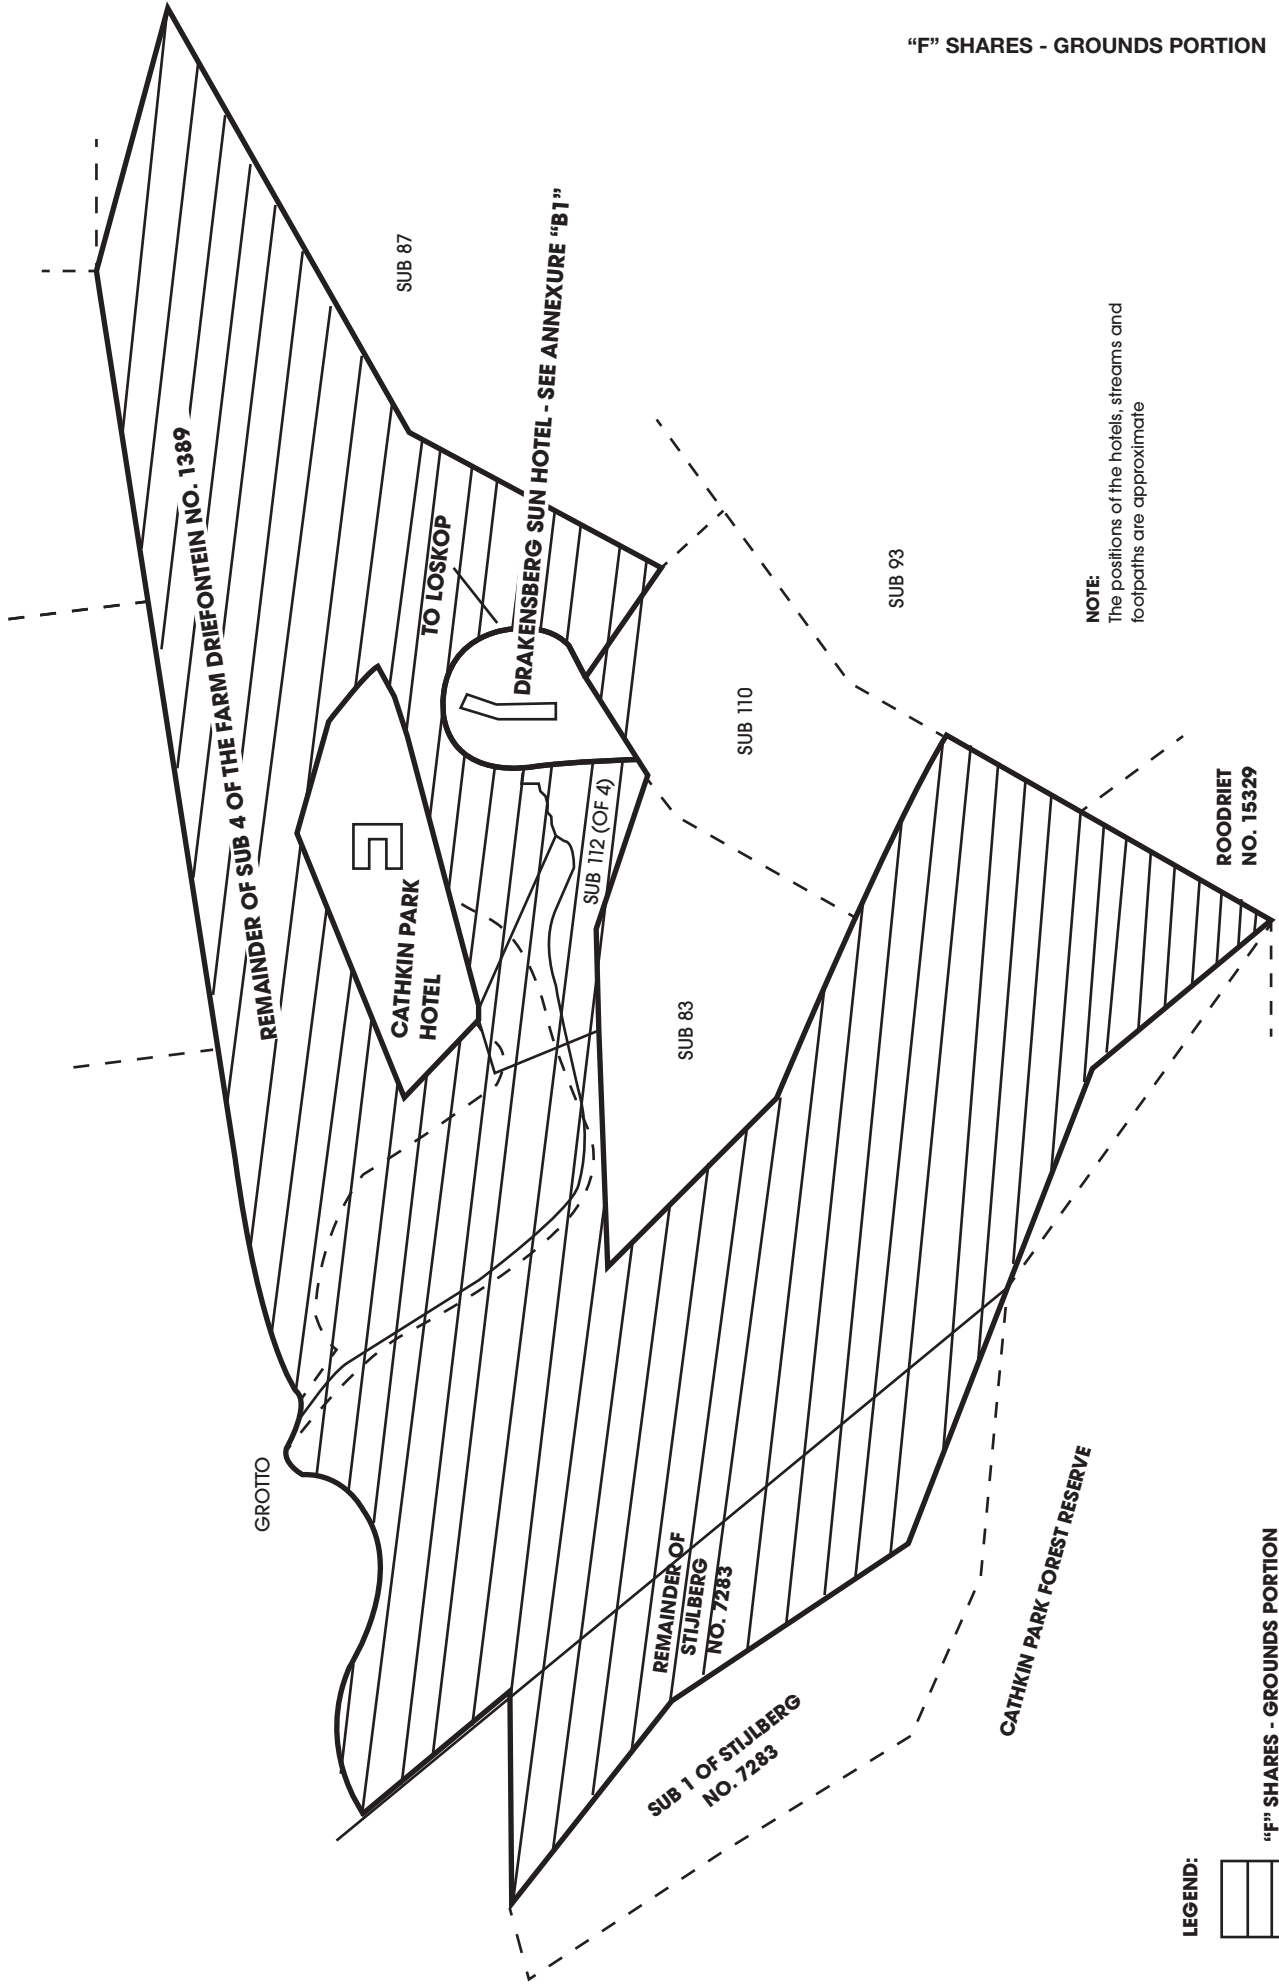 “F” SHARES - GROUNDS PORTION
SUB 87
REMAINDER OF SUB 4 OF THE FARM DRIEFONTEIN NO. 1389
TO LOSKOP
DRAKENSBERG SUN HOTEL - SEE ANNEXURE “B1”
CATHKIN PARK
HOTEL
SUB 112 (OF 4)
SUB 93
SUB 110
SUB 83
NOTE:
The positions of the hotels, streams and
footpaths are approximate
ROODRIET
NO. 15329
GROTTO
REMAINDER OF
STIJLBERG
NO. 7283
SUB 1 OF STIJLBERG
NO. 7283
CATHKIN PARK FOREST RESERVE
LEGEND:
“F” SHARES - GROUNDS PORTION